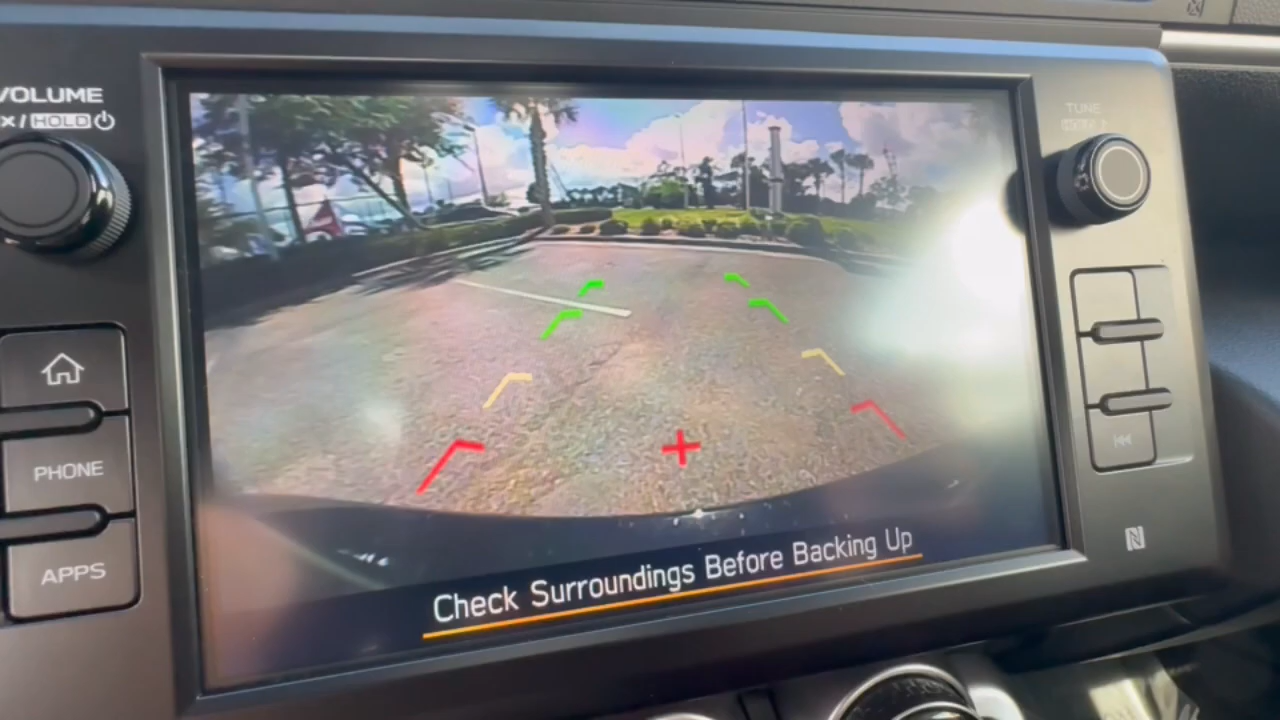 VOLUME
×/HOLD
TUNE
PHONE
APPS
Check Surroundings Before Backing Up